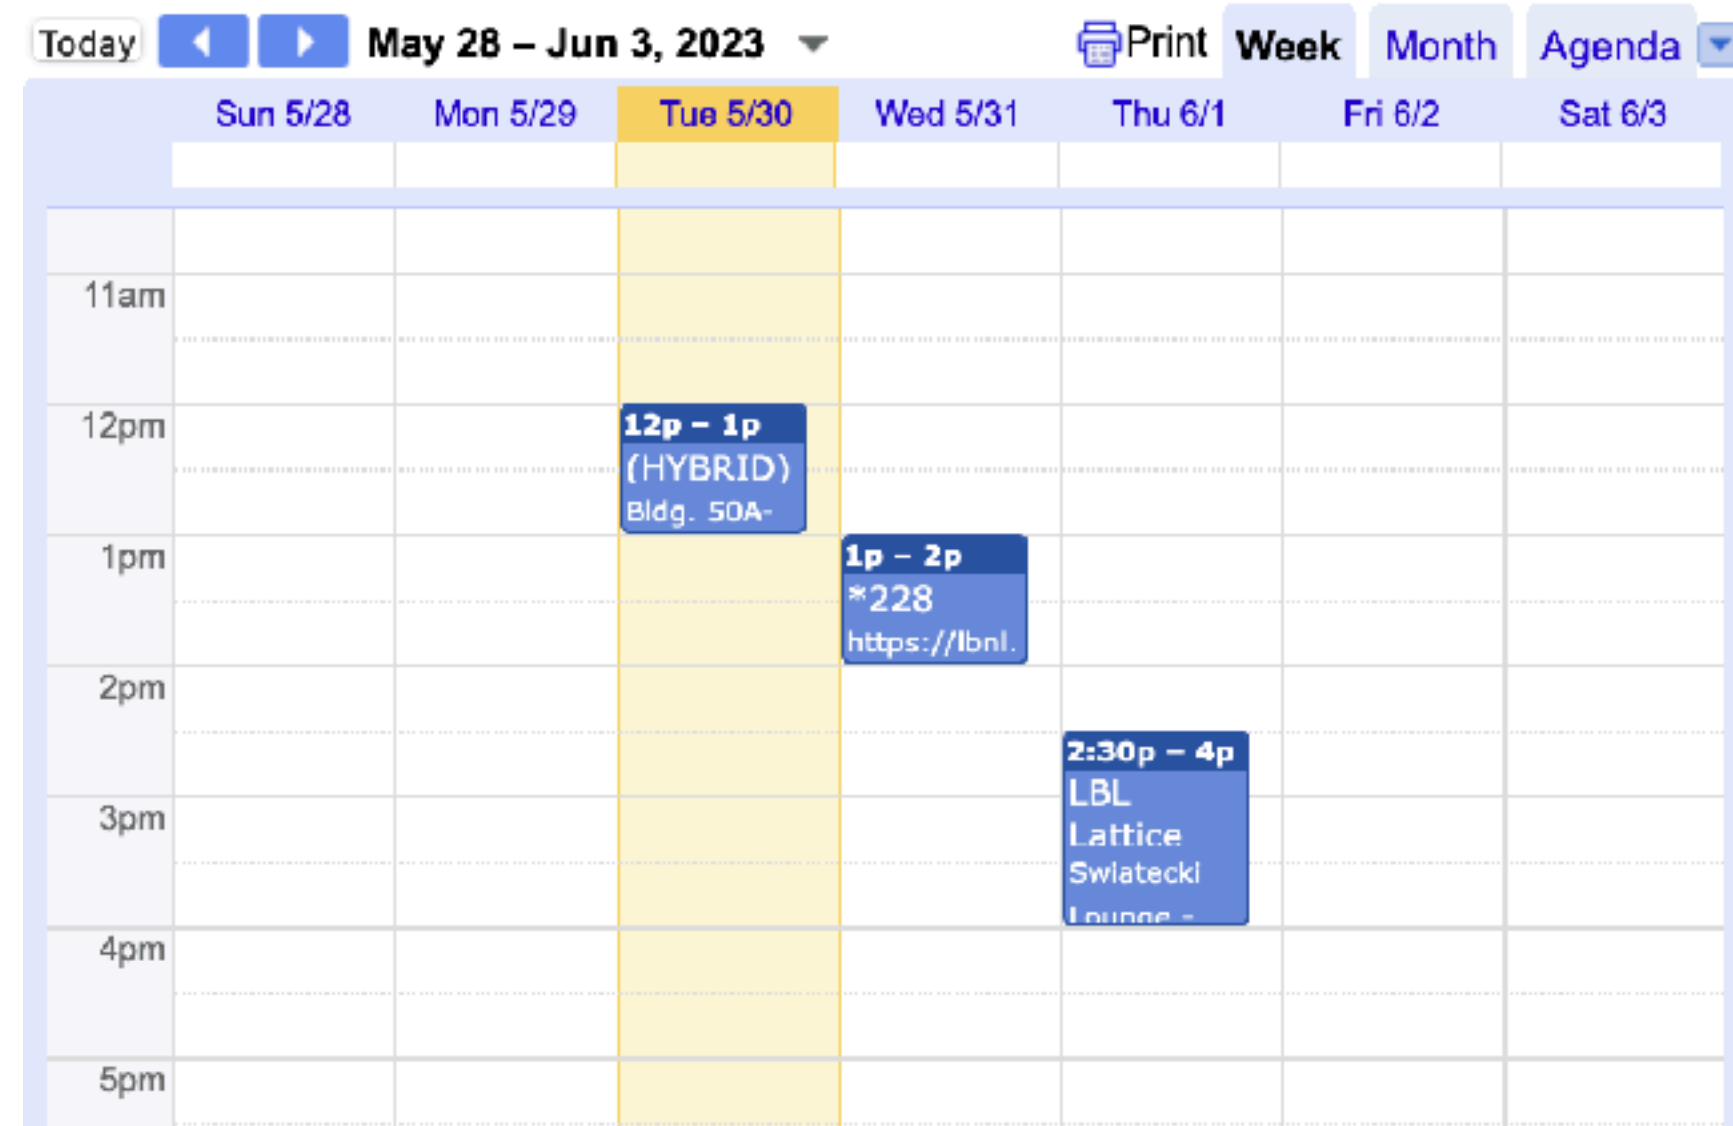 Today
May 28 – Jun 3, 2023
Print
Week
Month
Agenda
Sun 5/28
Mon 5/29
Tue 5/30
Wed 5/31
Thu 6/1
Fri 6/2
Sat 6/3
11am
12pm
1pm
2pm
3pm
4pm
5pm
12p – 1p
(HYBRID)
Bldg. 50A-
1p – 2p
*228
https://lbnl.
2:30p – 4p
LBL
Lattice
Swiatecki
Lounge -